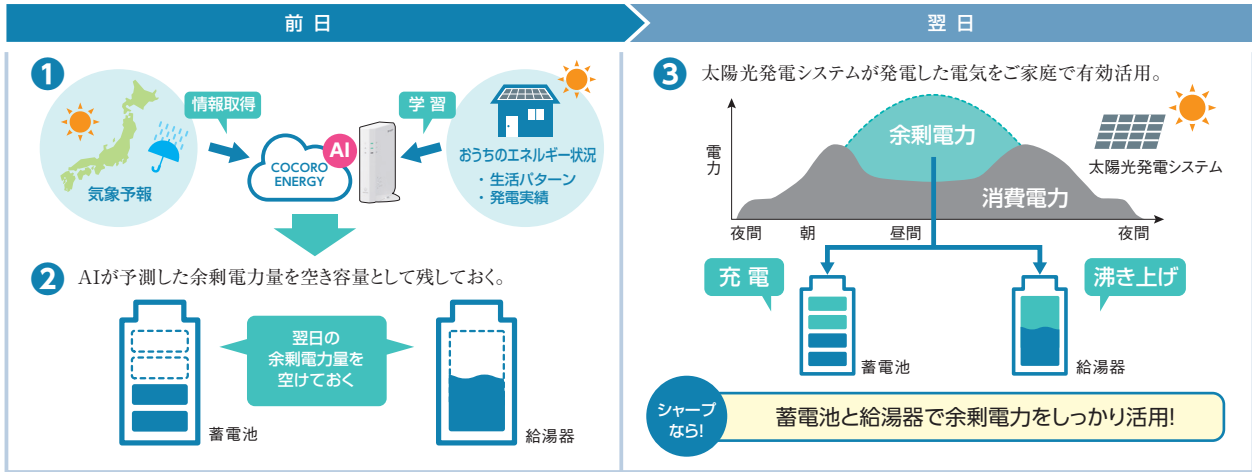 前日
翌日
1
情報取得
学習
気象予報
COCORO
ENERGY
AI
おうちのエネルギー状況
・生活パターン
・発電実績
2 AIが予測した余剰電力量を空き容量として残しておく。
翌日の
余剰電力量を
空けておく
蓄電池
給湯器
3 太陽光発電システムが発電した電気をご家庭で有効活用。
電力
余剰電力
消費電力
太陽光発電システム
夜間 朝 昼間 夜間
充電
沸き上げ
蓄電池
給湯器
シャープ
なら!
蓄電池と給湯器で余剰電力をしっかり活用!